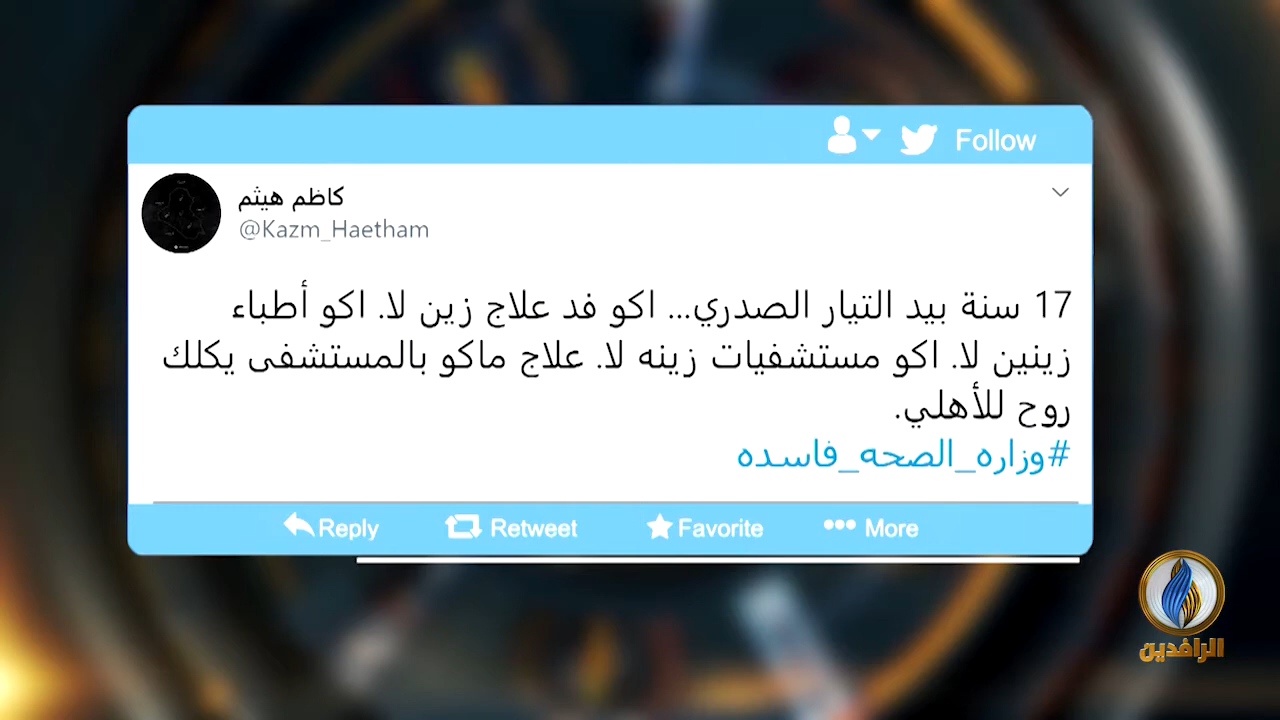 Follow
كاظم هيثم
@Kazm_Haetham
17 سنة بيد التيار الصدري... اكو فد علاج زين لا. اكو أطباء
زينين لا. اكو مستشفيات زينه لا. علاج ماكو بالمستشفى يكلك
روح للأهلي.
#وزاره_الصحه_فاسده
Reply Retweet Favorite More
الرافدين